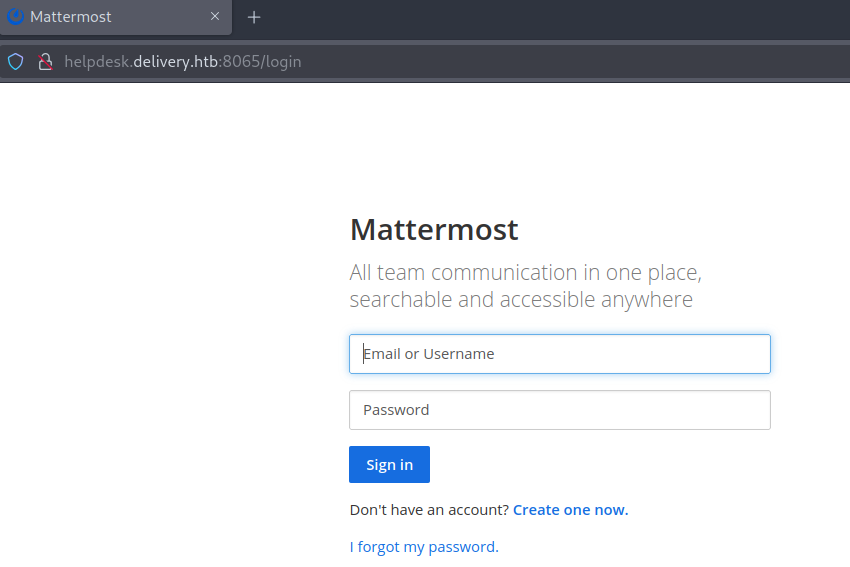 Mattermost
helpdesk.delivery.htb:8065/login
Mattermost
All team communication in one place,
searchable and accessible anywhere
Email or Username
Password
Sign in
Don't have an account? Create one now.
I forgot my password.